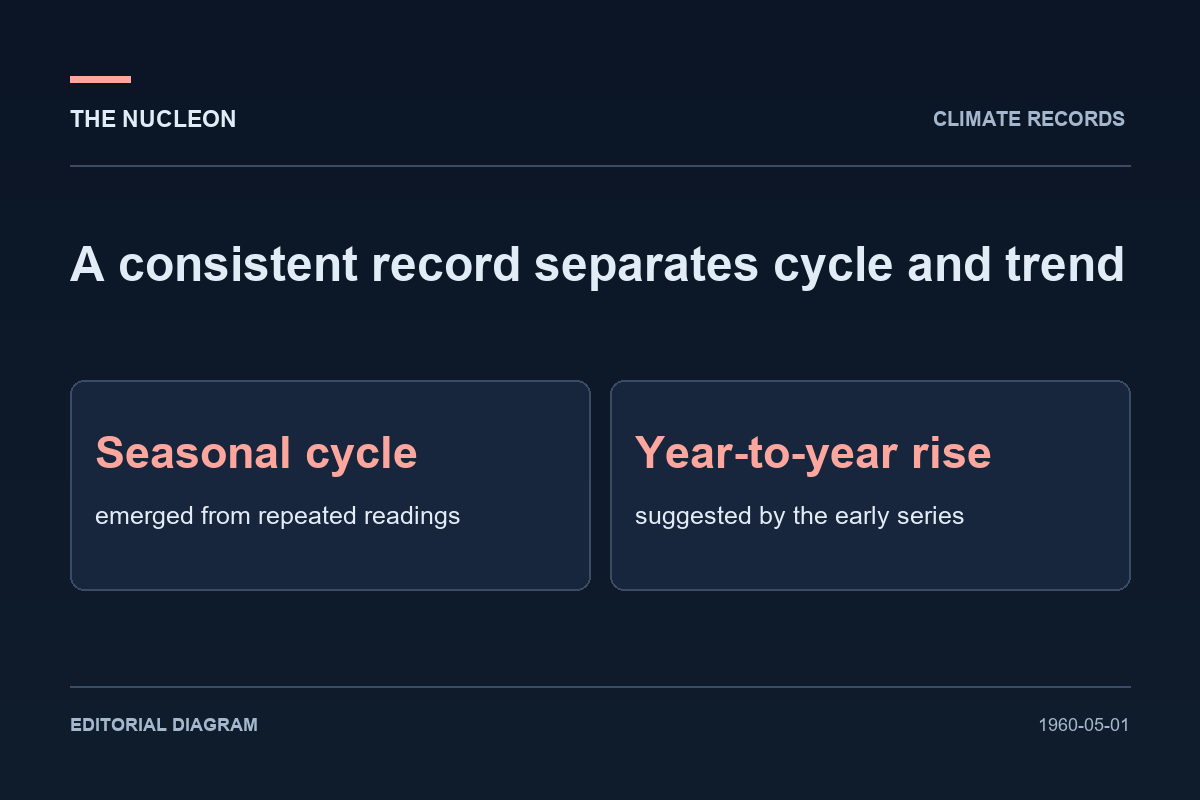 THE NUCLEON
CLIMATE RECORDS
A consistent record separates cycle and trend
Seasonal cycle
emerged from repeated readings
Year-to-year rise
suggested by the early series
EDITORIAL DIAGRAM
1960-05-01